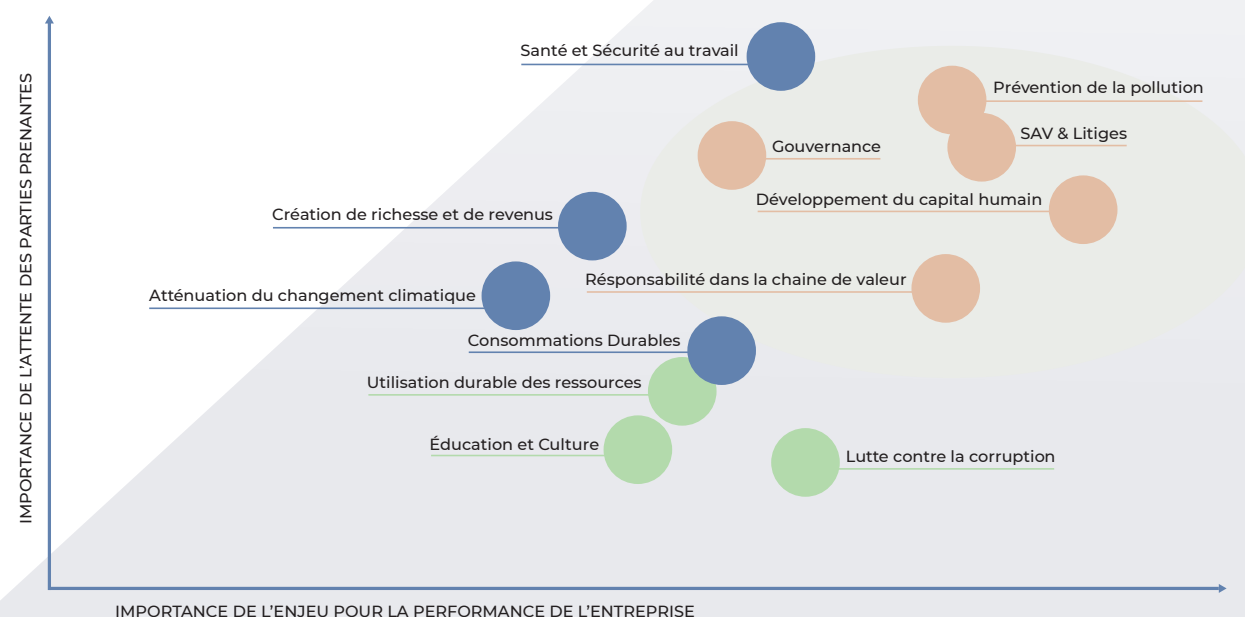 Santé et Sécurité au travail
Prévention de la pollution
SAV & Litiges
Gouvernance
Développement du capital humain
Création de richesse et de revenus
Résponsabilité dans la chaine de valeur
Atténuation du changement climatique
Consommations Durables
Utilisation durable des ressources
Éducation et Culture
Lutte contre la corruption
IMPORTANCE DE L'ATTENTE DES PARTIES PRENANTES
IMPORTANCE DE L'ENJEU POUR LA PERFORMANCE DE L'ENTREPRISE